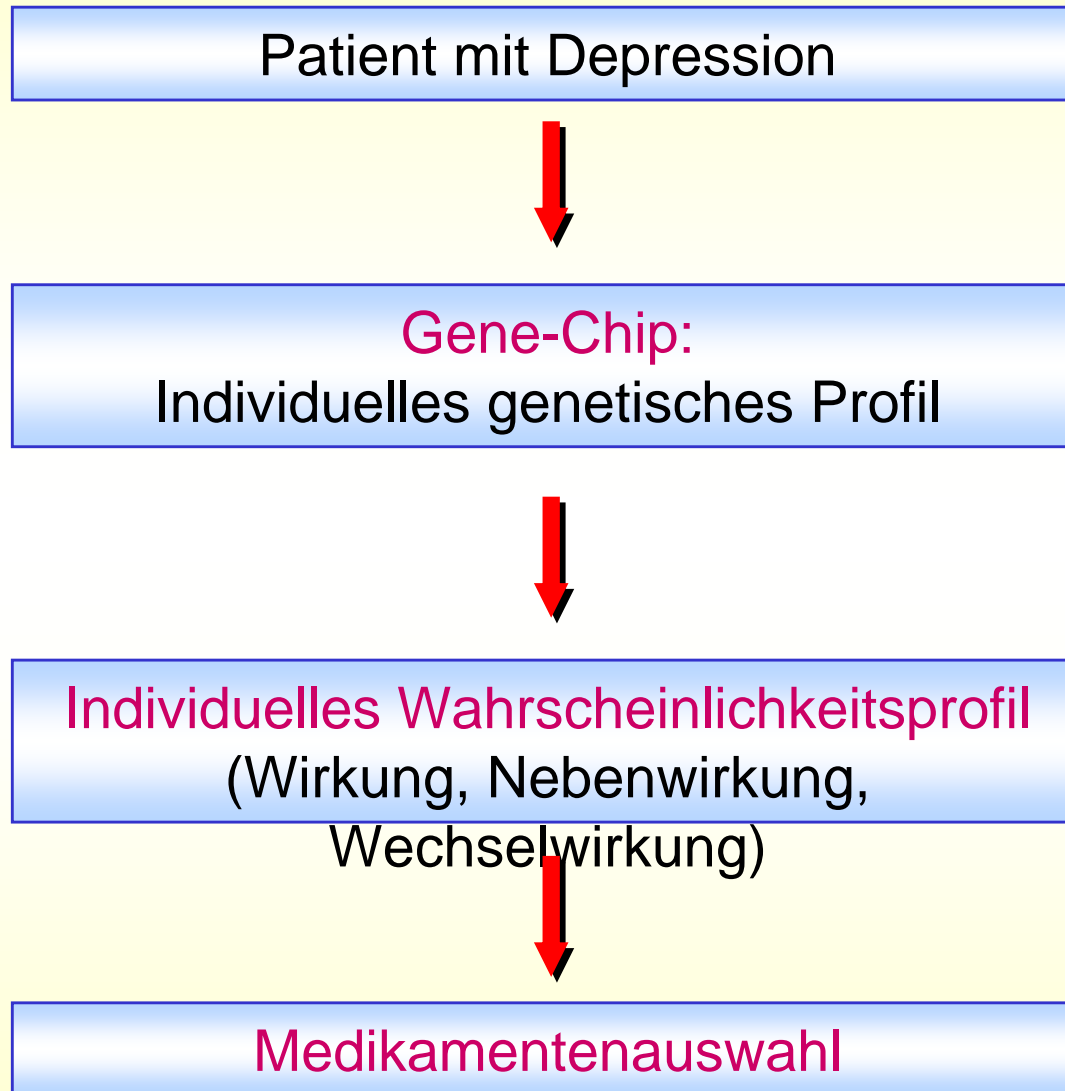 Patient mit Depression
Gene-Chip:
Individuelles genetisches Profil
Individuelles Wahrscheinlichkeitsprofil
(Wirkung, Nebenwirkung,
Wechselwirkung)
Medikamentenauswahl